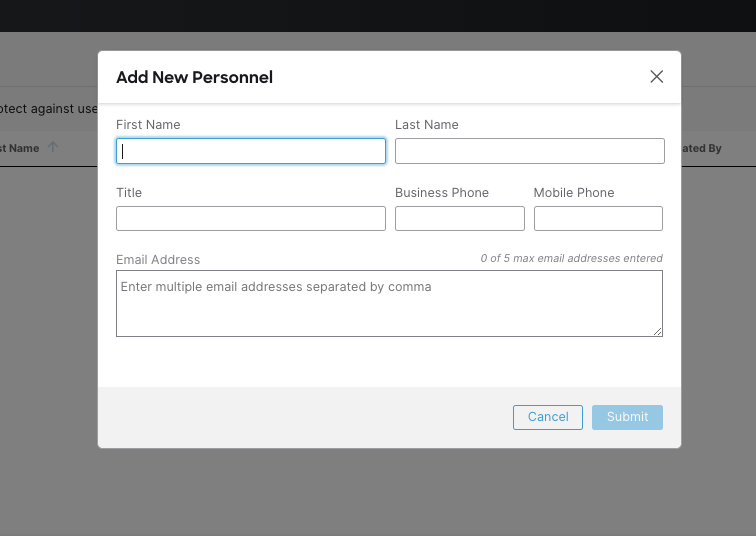 Add New Personnel
otect against use
First Name
Last Name
st Name
ated By
Title
Business Phone
Mobile Phone
Email Address
0 of 5 max email addresses entered
Enter multiple email addresses separated by comma
Cancel
Submit